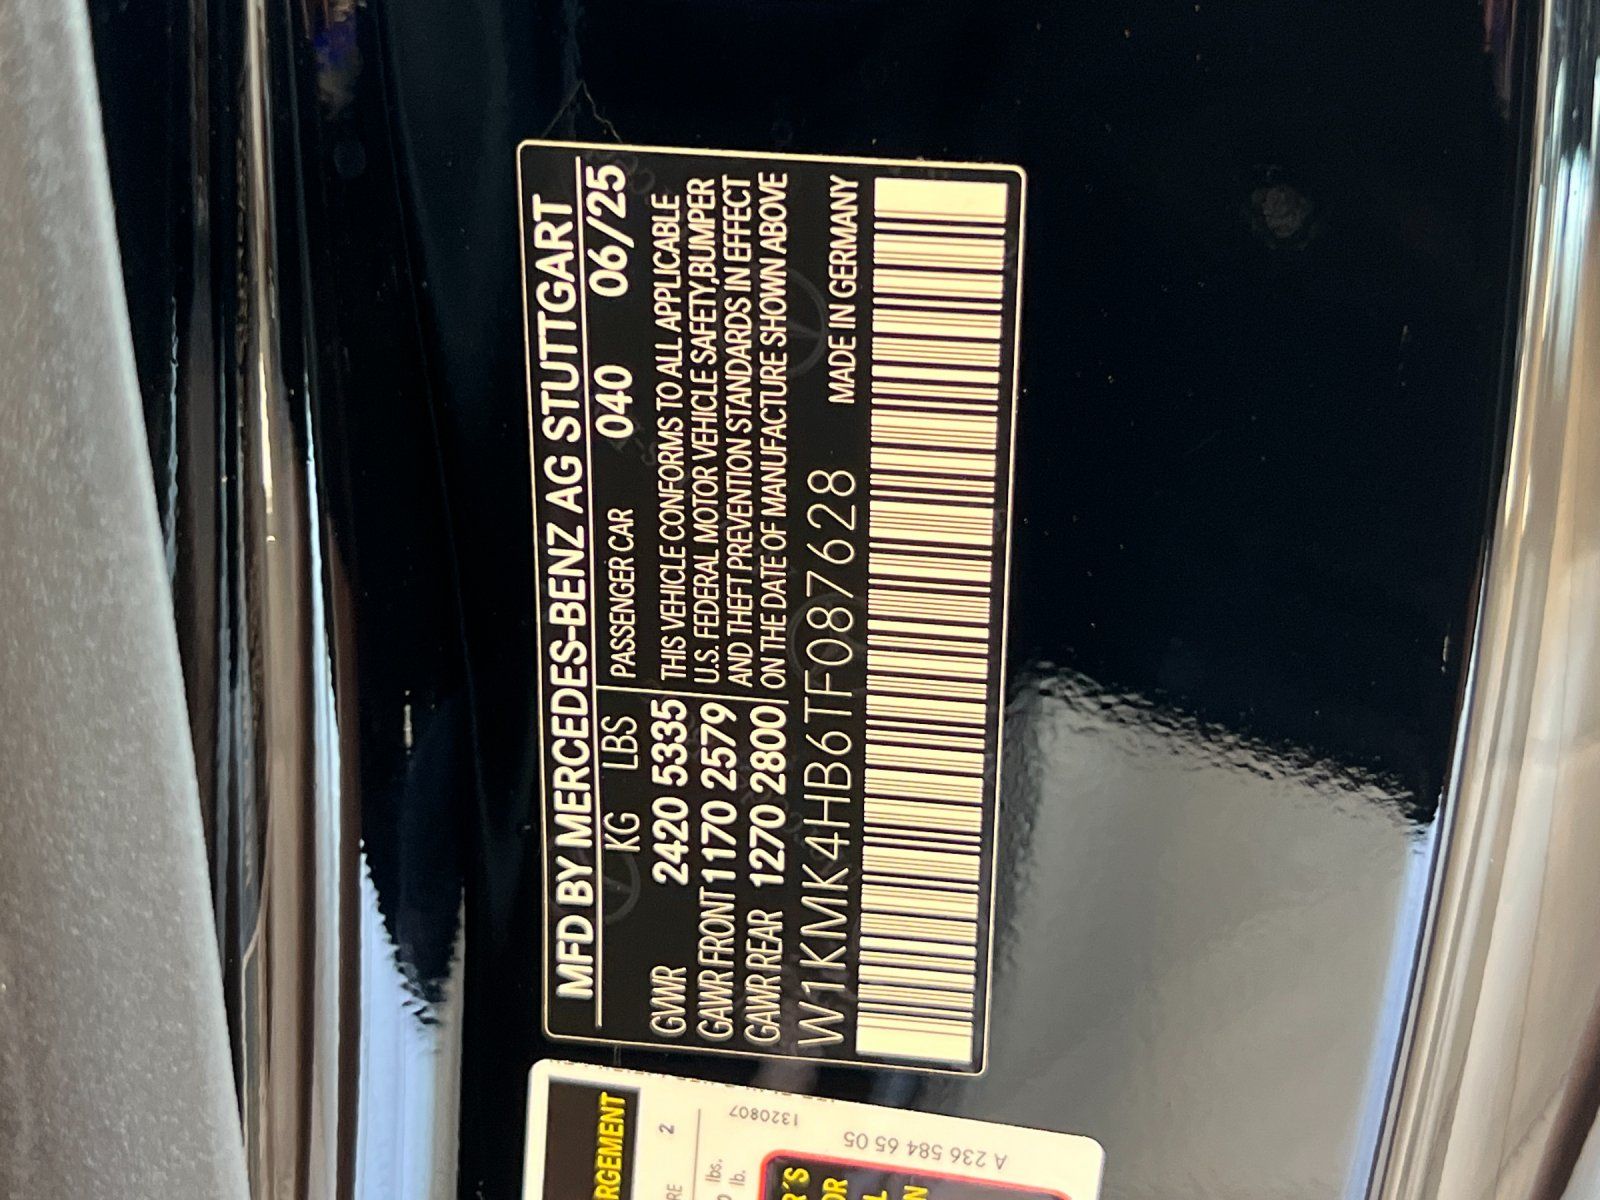 MFD BY MERCEDES-BENZ AG STUTTGART
KG LBS PASSENGER CAR 040 06/25
GVWR 2420 5335 THIS VEHICLE CONFORMS TO ALL APPLICABLE
GAWR FRONT 1170 2579 U.S. FEDERAL MOTOR VEHICLE SAFETY,BUMPER
GAWR REAR 1270 2800 AND THEFT PREVENTION STANDARDS IN EFFECT
ON THE DATE OF MANUFACTURE SHOWN ABOVE
W1KMK4HB6TF087628 MADE IN GERMANY
RGEMENT
2
lbs.
lb.
1320807
A 236 584 65 05